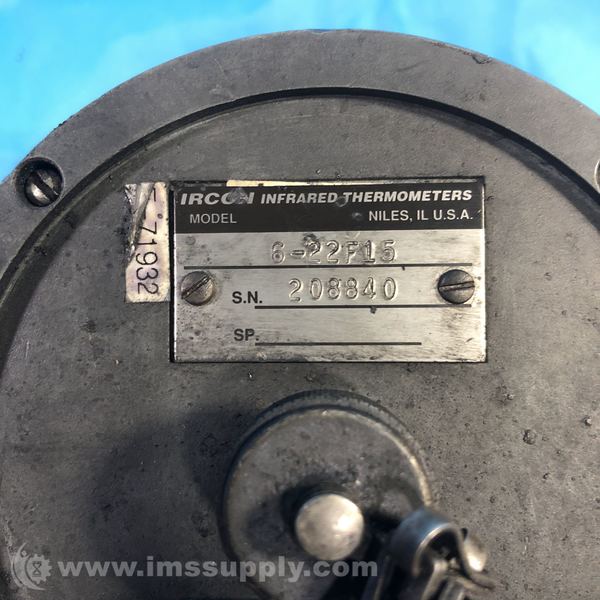 IRCON INFRARED THERMOMETERS
MODEL NILES, IL U.S.A.
6-22F15
S.N. 208840
SP.
71932
www.imssupply.com